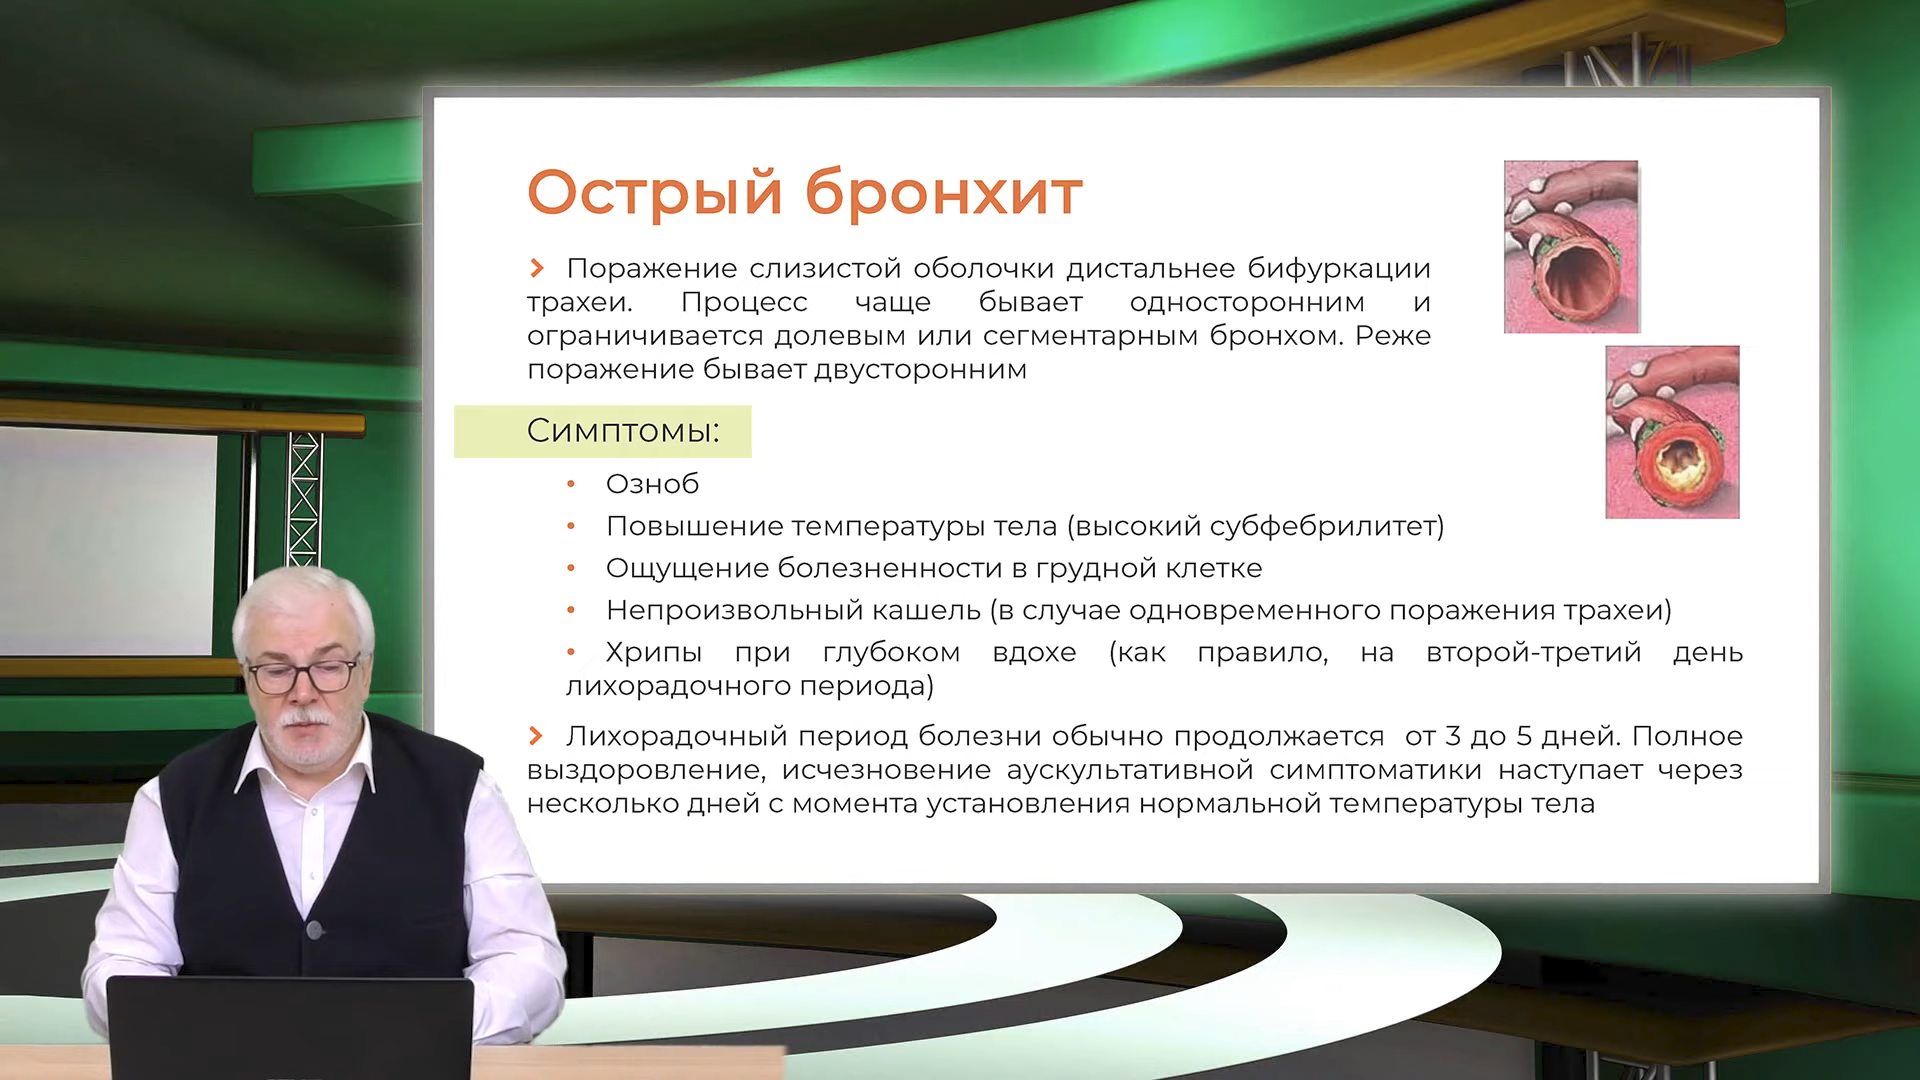 Острый бронхит
Поражение слизистой оболочки дистальнее бифуркации
трахеи. Процесс чаще бывает односторонним и
ограничивается долевым или сегментарным бронхом. Реже
поражение бывает двусторонним
Симптомы:
• Озноб
• Повышение температуры тела (высокий субфебрилитет)
• Ощущение болезненности в грудной клетке
• Непроизвольный кашель (в случае одновременного поражения трахеи)
• Хрипы при глубоком вдохе (как правило, на второй-третий день
лихорадочного периода)
Лихорадочный период болезни обычно продолжается от 3 до 5 дней. Полное
выздоровление, исчезновение аускультативной симптоматики наступает через
несколько дней с момента установления нормальной температуры тела